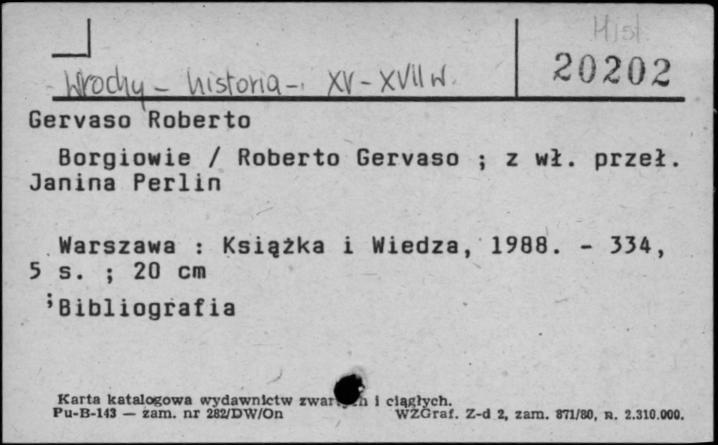 Hist.
20202
Włochy - historia - XV - XVII w.
Gervaso Roberto
Borgiowie / Roberto Gervaso ; z wł. przeł.
Janina Perlin
Warszawa : Książka i Wiedza, 1988. - 334,
5 s. ; 20 cm
Bibliografia
Karta katalogowa wydawnictw zwartych i ciągłych.
Pu-B-143 — zam. nr 282/DW/On WZGraf. Z-d 2, zam. 871/80, n. 2.310.000.